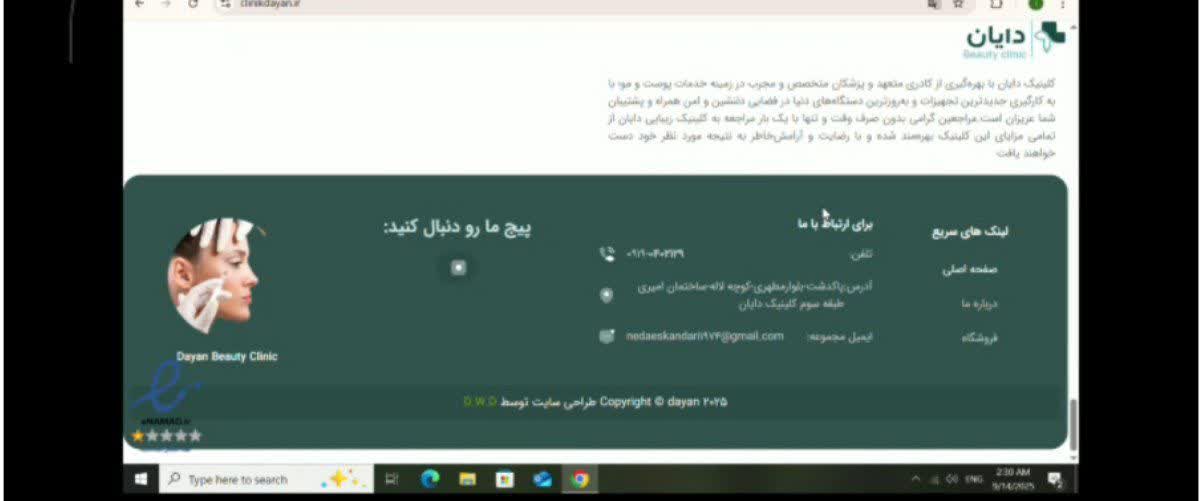 clinikdayan.ir
دایان
Beauty clinic
کلینیک دایان با بهره‌گیری از کادری متعهد و پزشکان متخصص و مجرب در زمینه خدمات پوست و مو، با
به کارگیری جدیدترین تجهیزات و به‌روزترین دستگاه‌های دنیا در فضایی دلنشین و امن همراه و پشتیبان
شما عزیزان است.مراجعین گرامی بدون صرف وقت و تنها با یک بار مراجعه به کلینیک زیبایی دایان از
تمامی مزایای این کلینیک بهره‌مند شده و با رضایت و آرامش‌خاطر به نتیجه مورد نظر خود دست
خواهند یافت
لینک های سریع
صفحه اصلی
درباره ما
فروشگاه
برای ارتباط با ما
تلفن:
آدرس:پاکدشت-بلوارمطهری-کوچه لاله-ساختمان امیری
طبقه سوم کلینیک دایان
ایمیل مجموعه: nedaeskandari1974@gmail.com
پیج ما رو دنبال کنید:
Dayan Beauty Clinic
eNAMAD.ir
Copyright © dayan ۲۰۲۵ طراحی سایت توسط D.W.D
Type here to search
ENG
2:30 AM
9/14/2025